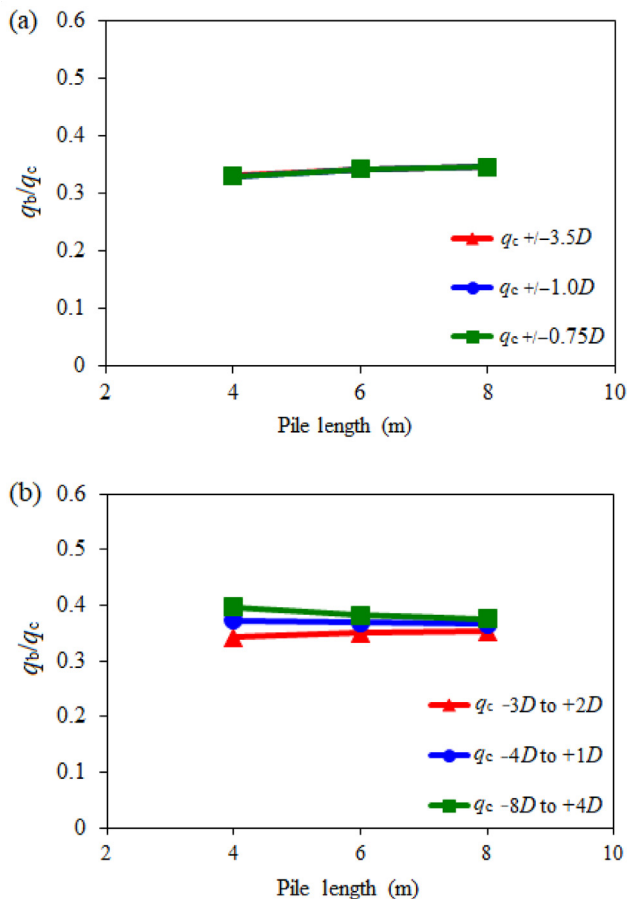 (a)
0.6
0.5
0.4
0.3
0.2
0.1
0
qb/qc
qc +/−3.5D
qc +/−1.0D
qc +/−0.75D
2 4 6 8 10
Pile length (m)
(b)
0.6
0.5
0.4
0.3
0.2
0.1
0
qb/qc
qc -3D to +2D
qc -4D to +1D
qc -8D to +4D
2 4 6 8 10
Pile length (m)